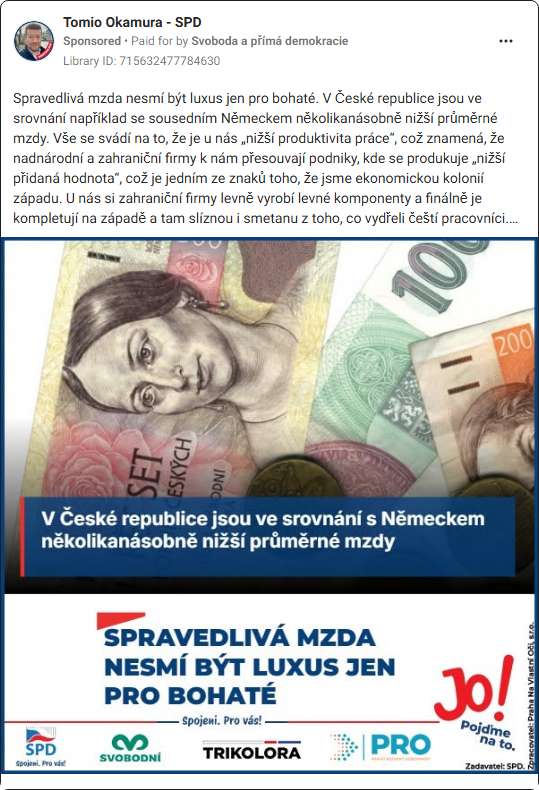 Tomio Okamura - SPD
Sponsored • Paid for by Svoboda a přímá demokracie
Library ID: 715632477784630
Spravedlivá mzda nesmí být luxus jen pro bohaté. V České republice jsou ve
srovnání například se sousedním Německem několikanásobně nižší průměrné
mzdy. Vše se svádí na to, že je u nás „nižší produktivita práce“, což znamená, že
nadnárodní a zahraniční firmy k nám přesouvají podniky, kde se produkuje „nižší
přidaná hodnota“, což je jedním ze znaků toho, že jsme ekonomickou kolonií
západu. U nás si zahraniční firmy levně vyrobí levné komponenty a finálně je
kompletují na západě a tam slíznou i smetanu z toho, co vydřeli čeští pracovníci....
100
200
SET
ČESKÝCH
V České republice jsou ve srovnání s Německem
několikanásobně nižší průměrné mzdy
SPRAVEDLIVÁ MZDA
NESMÍ BÝT LUXUS JEN
PRO BOHATÉ
Spojeni. Pro vás!
Jo!
Pojďme
na to.
SPD
Spojeni. Pro vás!
SVOBODNÍ
TRIKOLORA
PRO
Zadavatel: SPD.
Zpracovatel: Praha Na Vlastní Oči, s.r.o.